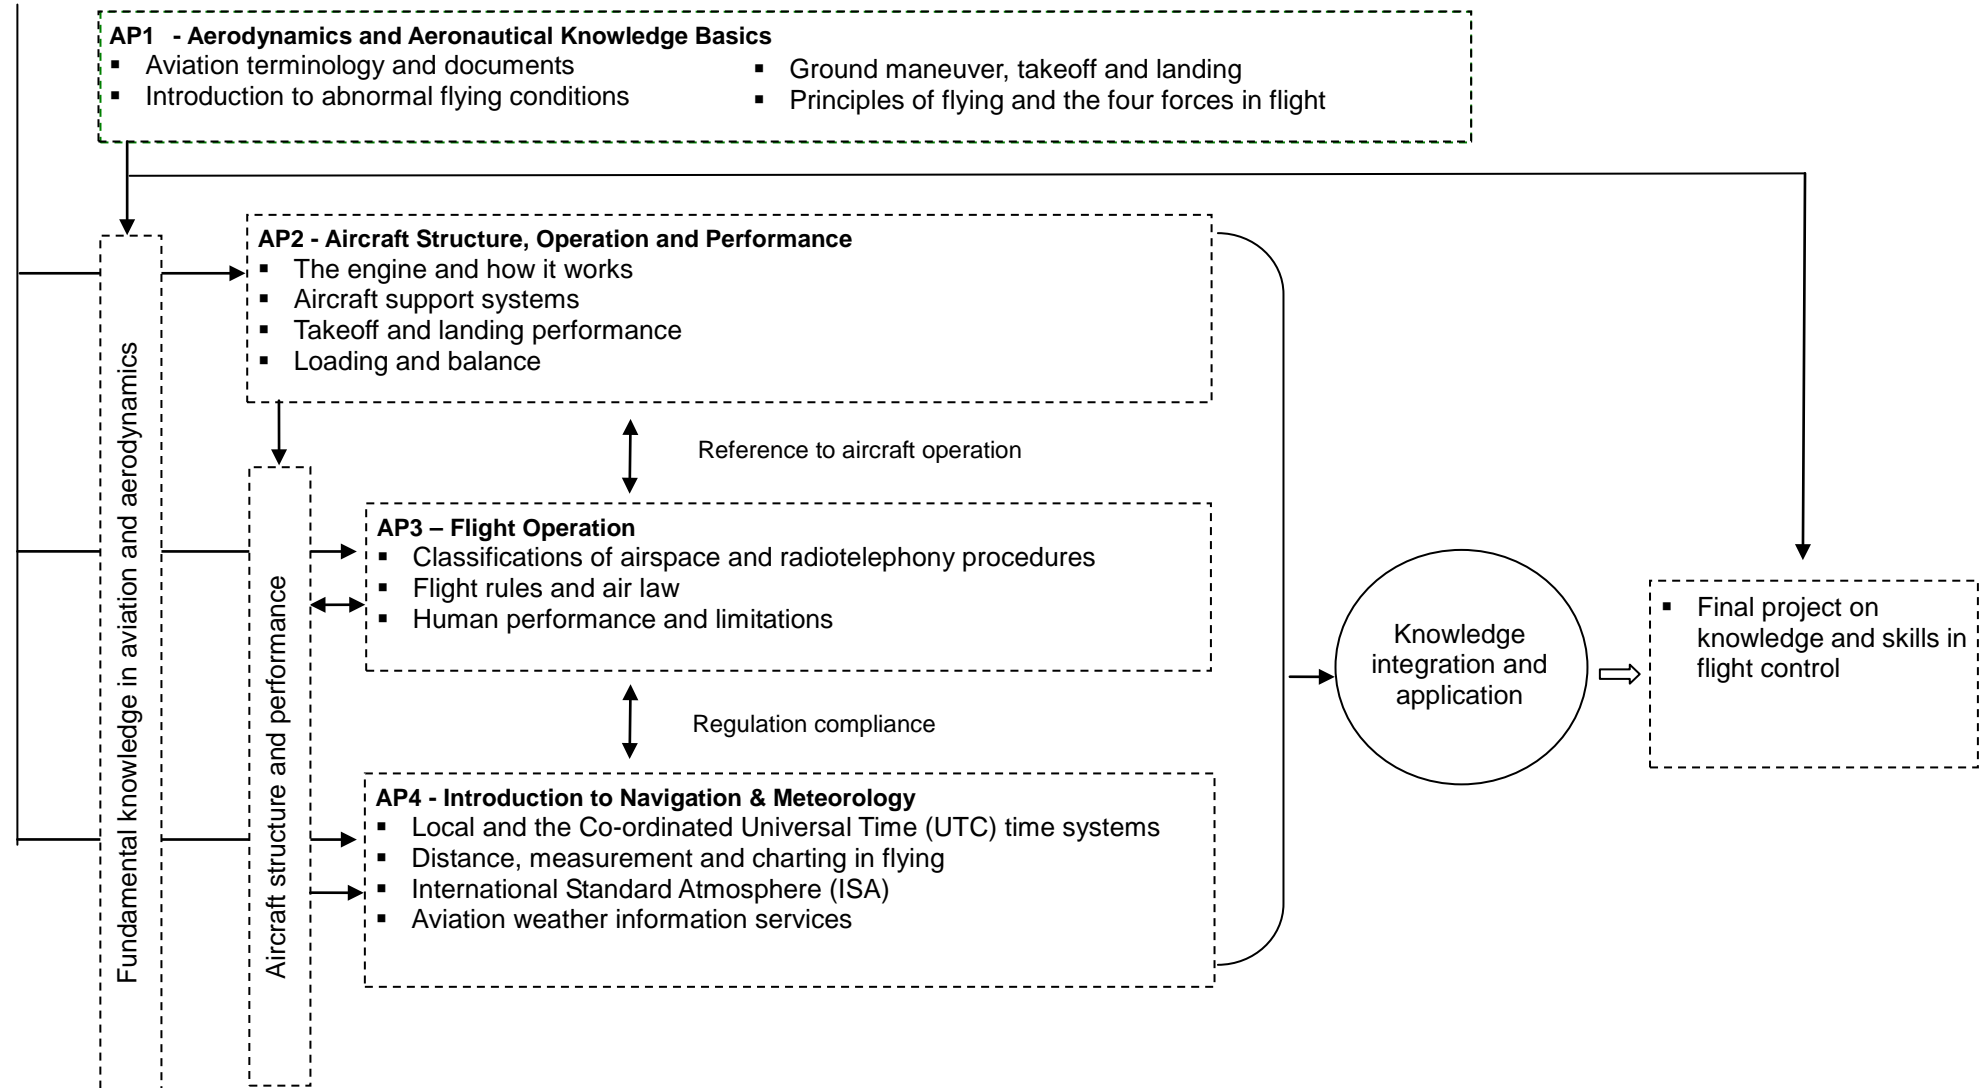 AP1 - Aerodynamics and Aeronautical Knowledge Basics
▪ Aviation terminology and documents
▪ Introduction to abnormal flying conditions
▪ Ground maneuver, takeoff and landing
▪ Principles of flying and the four forces in flight
Fundamental knowledge in aviation and aerodynamics
AP2 - Aircraft Structure, Operation and Performance
▪ The engine and how it works
▪ Aircraft support systems
▪ Takeoff and landing performance
▪ Loading and balance
Reference to aircraft operation
Aircraft structure and performance
AP3 – Flight Operation
▪ Classifications of airspace and radiotelephony procedures
▪ Flight rules and air law
▪ Human performance and limitations
Regulation compliance
AP4 - Introduction to Navigation & Meteorology
▪ Local and the Co-ordinated Universal Time (UTC) time systems
▪ Distance, measurement and charting in flying
▪ International Standard Atmosphere (ISA)
▪ Aviation weather information services
Knowledge
integration and
application
▪ Final project on
knowledge and skills in
flight control